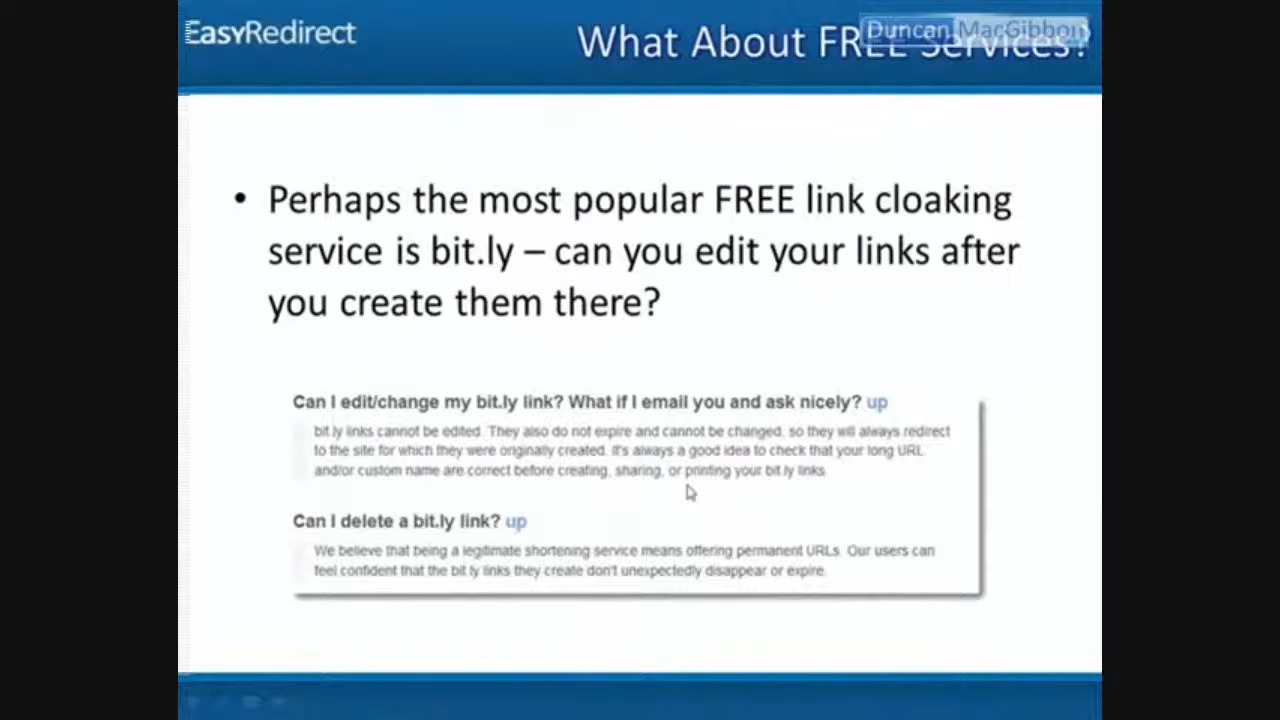 EasyRedirect
What About FREE Services?
Duncan MacGibbon
• Perhaps the most popular FREE link cloaking
service is bit.ly – can you edit your links after
you create them there?
Can I edit/change my bit.ly link? What if I email you and ask nicely? up
bit.ly links cannot be edited. They also do not expire and cannot be changed, so they will always redirect
to the site for which they were originally created. It's always a good idea to check that your long URL
and/or custom name are correct before creating, sharing, or printing your bit.ly links.
Can I delete a bit.ly link? up
We believe that being a legitimate shortening service means offering permanent URLs. Our users can
feel confident that the bit.ly links they create don't unexpectedly disappear or expire.